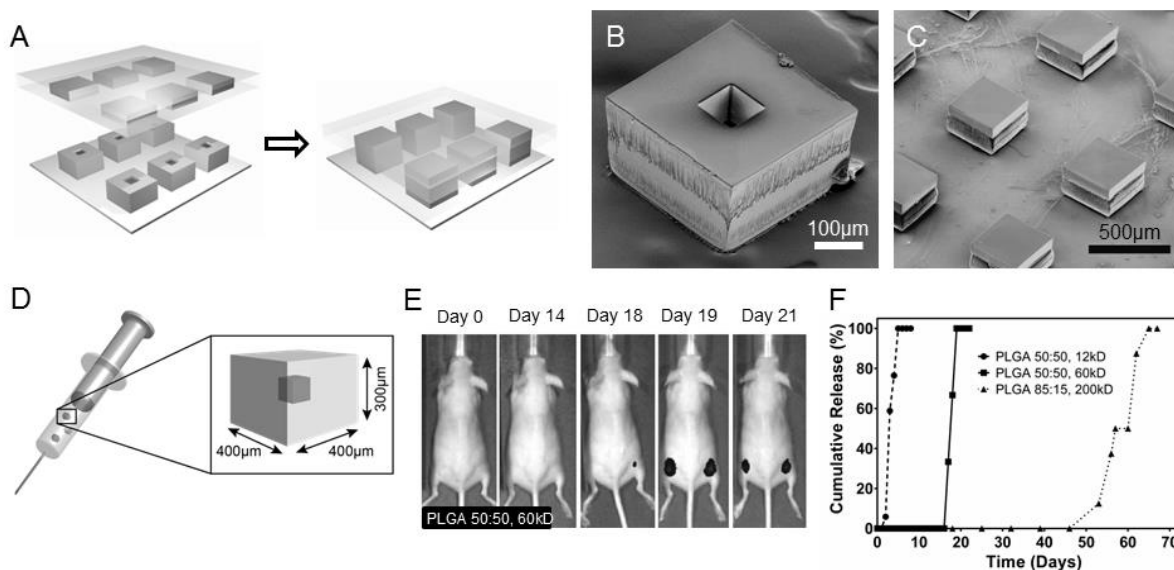 A
B
C
100µm
500µm
D
300µm
400µm
400µm
E
Day 0
Day 14
Day 18
Day 19
Day 21
PLGA 50:50, 60kD
F
Cumulative Release (%)
100
80
60
40
20
0
PLGA 50:50, 12kD
PLGA 50:50, 60kD
PLGA 85:15, 200kD
0 10 20 30 40 50 60 70
Time (Days)